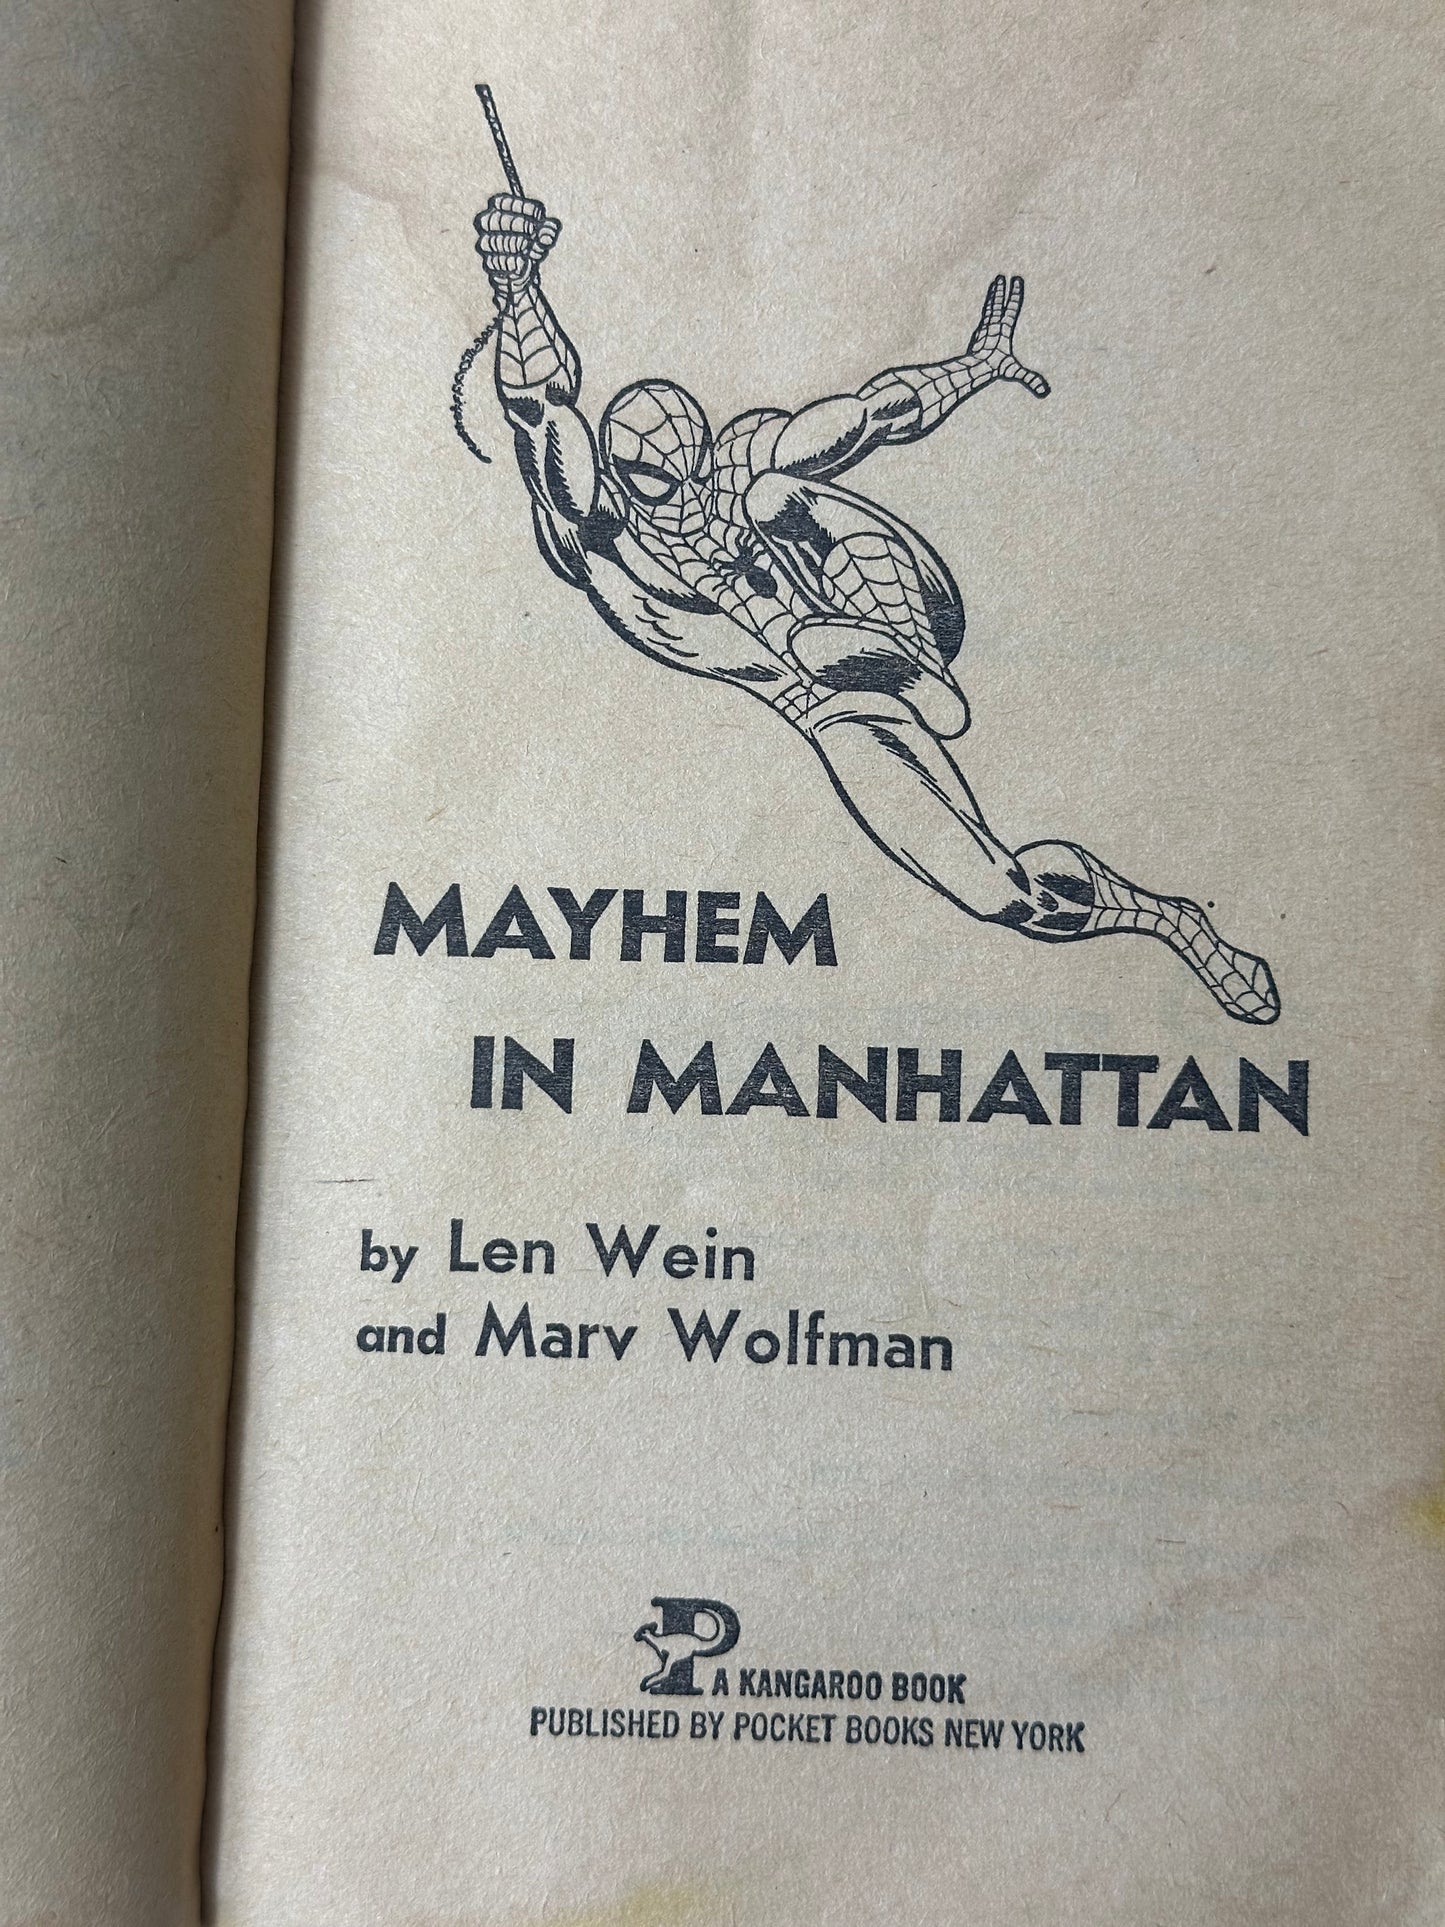 MAYHEM
IN MANHATTAN
by Len Wein
and Marv Wolfman
P A KANGAROO BOOK
PUBLISHED BY POCKET BOOKS NEW YORK